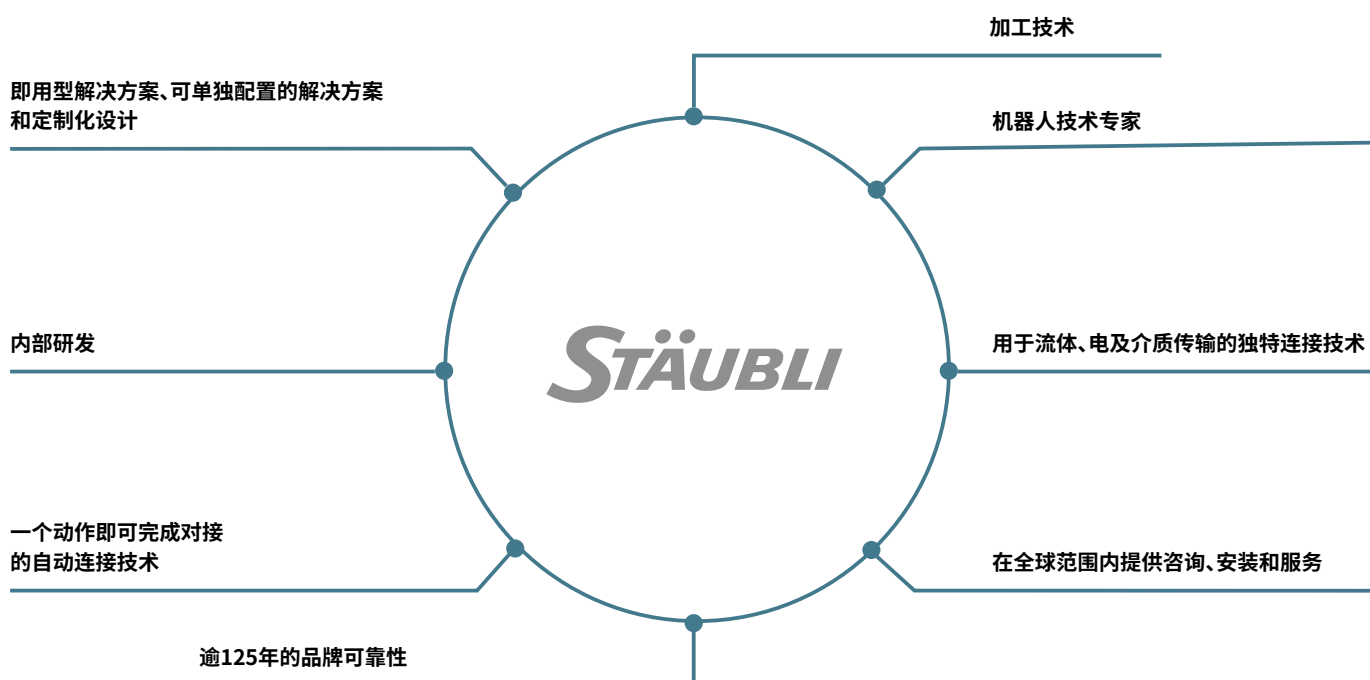 加工技术
即用型解决方案、可单独配置的解决方案
和定制化设计
机器人技术专家
STÄUBLI
内部研发
用于流体、电及介质传输的独特连接技术
一个动作即可完成对接
的自动连接技术
在全球范围内提供咨询、安装和服务
逾125年的品牌可靠性